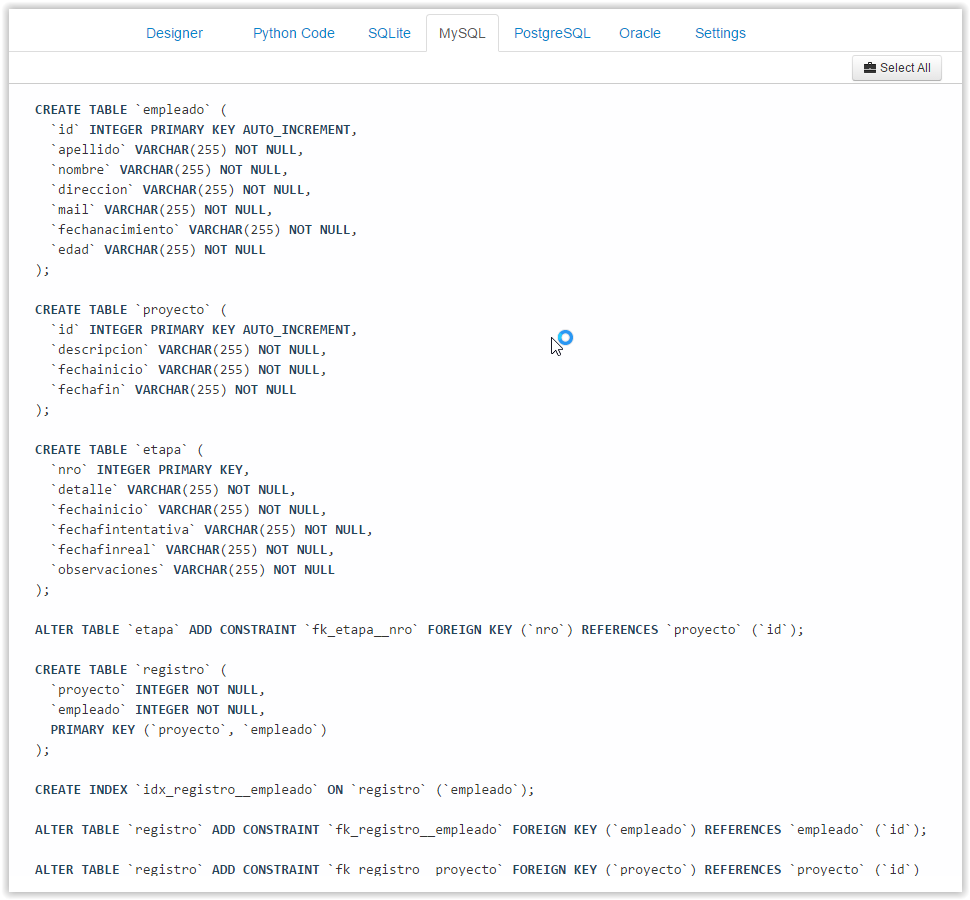 Designer Python Code SQLite MySQL PostgreSQL Oracle Settings
Select All
CREATE TABLE `empleado` (
  `id` INTEGER PRIMARY KEY AUTO_INCREMENT,
  `apellido` VARCHAR(255) NOT NULL,
  `nombre` VARCHAR(255) NOT NULL,
  `direccion` VARCHAR(255) NOT NULL,
  `mail` VARCHAR(255) NOT NULL,
  `fechanacimiento` VARCHAR(255) NOT NULL,
  `edad` VARCHAR(255) NOT NULL
);
CREATE TABLE `proyecto` (
  `id` INTEGER PRIMARY KEY AUTO_INCREMENT,
  `descripcion` VARCHAR(255) NOT NULL,
  `fechainicio` VARCHAR(255) NOT NULL,
  `fechafin` VARCHAR(255) NOT NULL
);
CREATE TABLE `etapa` (
  `nro` INTEGER PRIMARY KEY,
  `detalle` VARCHAR(255) NOT NULL,
  `fechainicio` VARCHAR(255) NOT NULL,
  `fechafintentativa` VARCHAR(255) NOT NULL,
  `fechafinreal` VARCHAR(255) NOT NULL,
  `observaciones` VARCHAR(255) NOT NULL
);
ALTER TABLE `etapa` ADD CONSTRAINT `fk_etapa__nro` FOREIGN KEY (`nro`) REFERENCES `proyecto` (`id`);
CREATE TABLE `registro` (
  `proyecto` INTEGER NOT NULL,
  `empleado` INTEGER NOT NULL,
  PRIMARY KEY (`proyecto`, `empleado`)
);
CREATE INDEX `idx_registro__empleado` ON `registro` (`empleado`);
ALTER TABLE `registro` ADD CONSTRAINT `fk_registro__empleado` FOREIGN KEY (`empleado`) REFERENCES `empleado` (`id`);
ALTER TABLE `registro` ADD CONSTRAINT `fk_registro__proyecto` FOREIGN KEY (`proyecto`) REFERENCES `proyecto` (`id`)